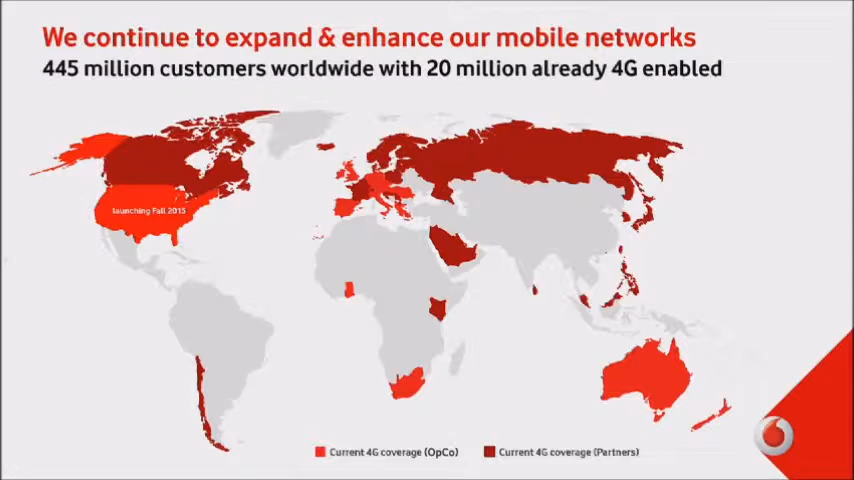 We continue to expand & enhance our mobile networks
445 million customers worldwide with 20 million already 4G enabled
launching Fall 2015
Current 4G coverage (OpCo)
Current 4G coverage (Partners)